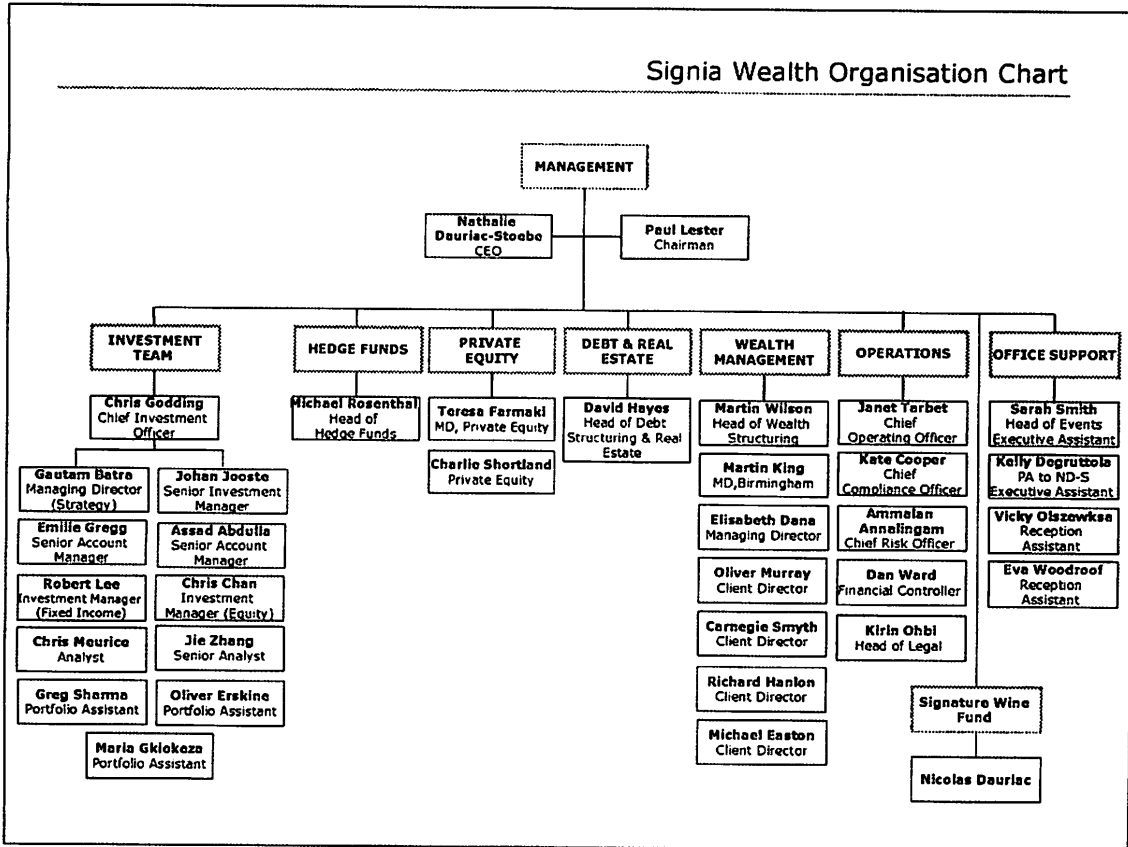 Signia Wealth Organisation Chart
MANAGEMENT
Nathalie
Dauriac-Stoebe
CEO
Paul Lester
Chairman
INVESTMENT
TEAM
Chris Godding
Chief Investment
Officer
Gautam Batra
Managing Director
(Strategy)
Johan Jooste
Senior Investment
Manager
Emilie Gregg
Senior Account
Manager
Assad Abdulla
Senior Account
Manager
Robert Lee
Investment Manager
(Fixed Income)
Chris Chan
Investment
Manager (Equity)
Chris Meurice
Analyst
Jie Zhang
Senior Analyst
Greg Sharma
Portfolio Assistant
Oliver Erskine
Portfolio Assistant
Maria Gkiokeza
Portfolio Assistant
HEDGE FUNDS
Michael Rosenthal
Head of
Hedge Funds
PRIVATE
EQUITY
Teresa Farmaki
MD, Private Equity
Charlie Shortland
Private Equity
DEBT & REAL
ESTATE
David Hayes
Head of Debt
Structuring & Real
Estate
WEALTH
MANAGEMENT
Martin Wilson
Head of Wealth
Structuring
Martin King
MD,Birmingham
Elisabeth Dana
Managing Director
Oliver Murray
Client Director
Carnegie Smyth
Client Director
Richard Hanlon
Client Director
Michael Easton
Client Director
OPERATIONS
Janet Tarbet
Chief
Operating Officer
Kate Cooper
Chief
Compliance Officer
Ammalan
Annalingam
Chief Risk Officer
Dan Ward
Financial Controller
Kirin Ohbi
Head of Legal
Signature Wine
Fund
Nicolas Dauriac
OFFICE SUPPORT
Sarah Smith
Head of Events
Executive Assistant
Kelly Degruttola
PA to ND-S
Executive Assistant
Vicky Olszewksa
Reception
Assistant
Eva Woodroof
Reception
Assistant